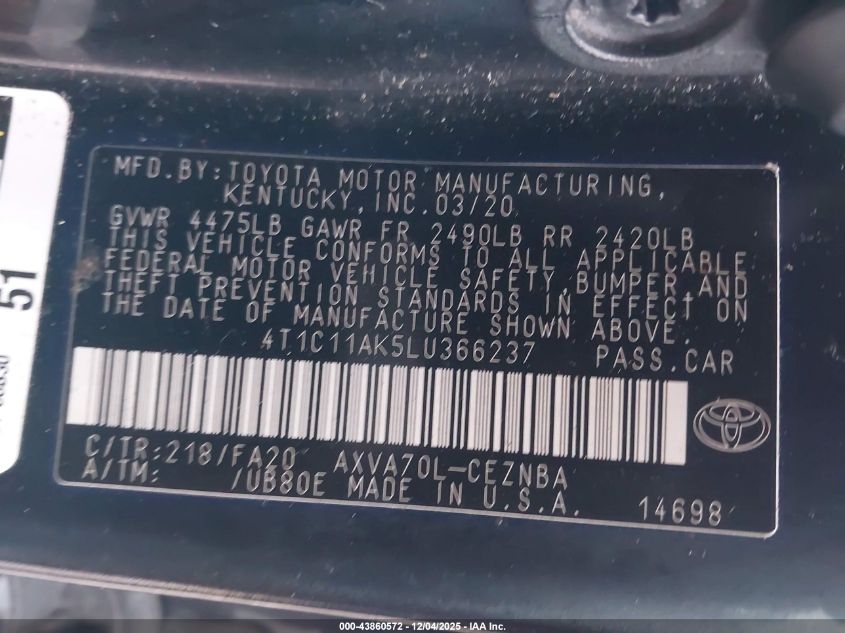 MFD.BY:TOYOTA MOTOR MANUFACTURING,
KENTUCKY,INC.03/20
GVWR 4475LB GAWR FR 2490LB RR 2420LB
THIS VEHICLE CONFORMS TO ALL APPLICABLE
FEDERAL MOTOR VEHICLE SAFETY,BUMPER,AND
THEFT PREVENTION STANDARDS IN EFFECT ON
THE DATE OF MANUFACTURE SHOWN ABOVE.
4T1C11AK5LU366237 PASS.CAR
C/TR:218/FA20 AXVA70L-CEZNBA
A/TM: /UB80E MADE IN U.S.A.
14698
51
000-43860572 - 12/04/2025 - IAA Inc.